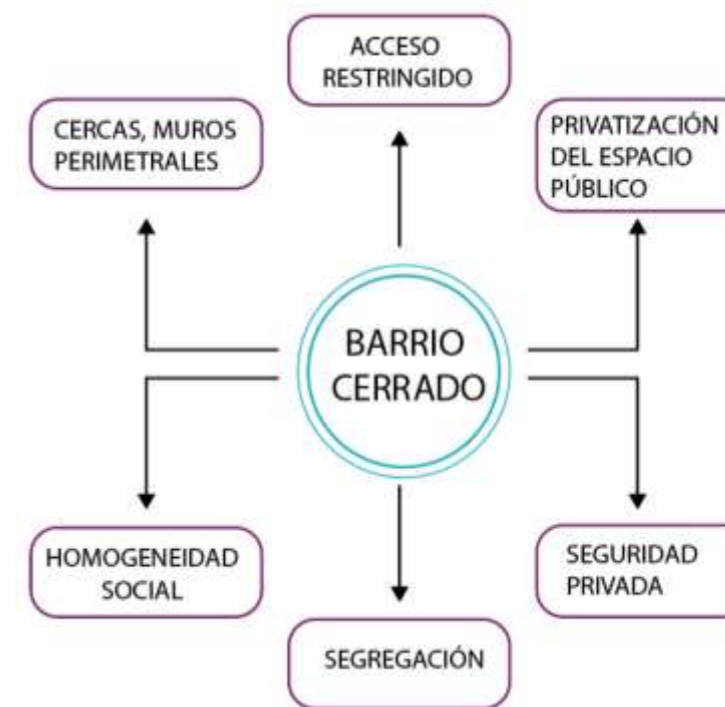 ACCESO
RESTRINGIDO
CERCAS, MUROS
PERIMETRALES
PRIVATIZACIÓN
DEL ESPACIO
PÚBLICO
BARRIO
CERRADO
HOMOGENEIDAD
SOCIAL
SEGURIDAD
PRIVADA
SEGREGACIÓN